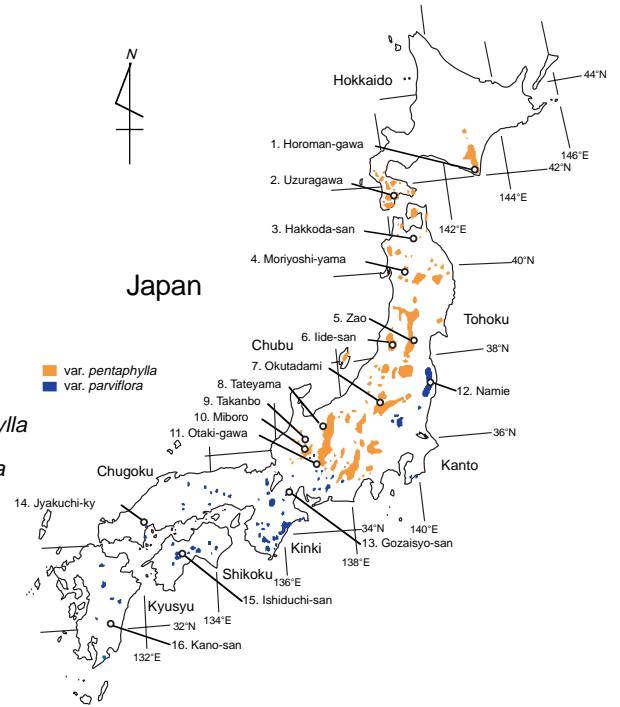 N
44°N
Hokkaido
1. Horoman-gawa
146°E
42°N
2. Uzuragawa
144°E
142°E
3. Hakkoda-san
4. Moriyoshi-yama
40°N
Japan
5. Zao
Tohoku
6. Iide-san
Chubu
38°N
7. Okutadami
var. pentaphylla
8. Tateyama
var. parviflora
12. Namie
9. Takanbo
10. Miboro
ylla
11. Otaki-gawa
36°N
Kanto
a
Chugoku
14. Jyakuchi-ky
140°E
34°N
13. Gozaisyo-san
Kinki
138°E
Shikoku
136°E
15. Ishiduchi-san
Kyusyu
134°E
32°N
16. Kano-san
132°E